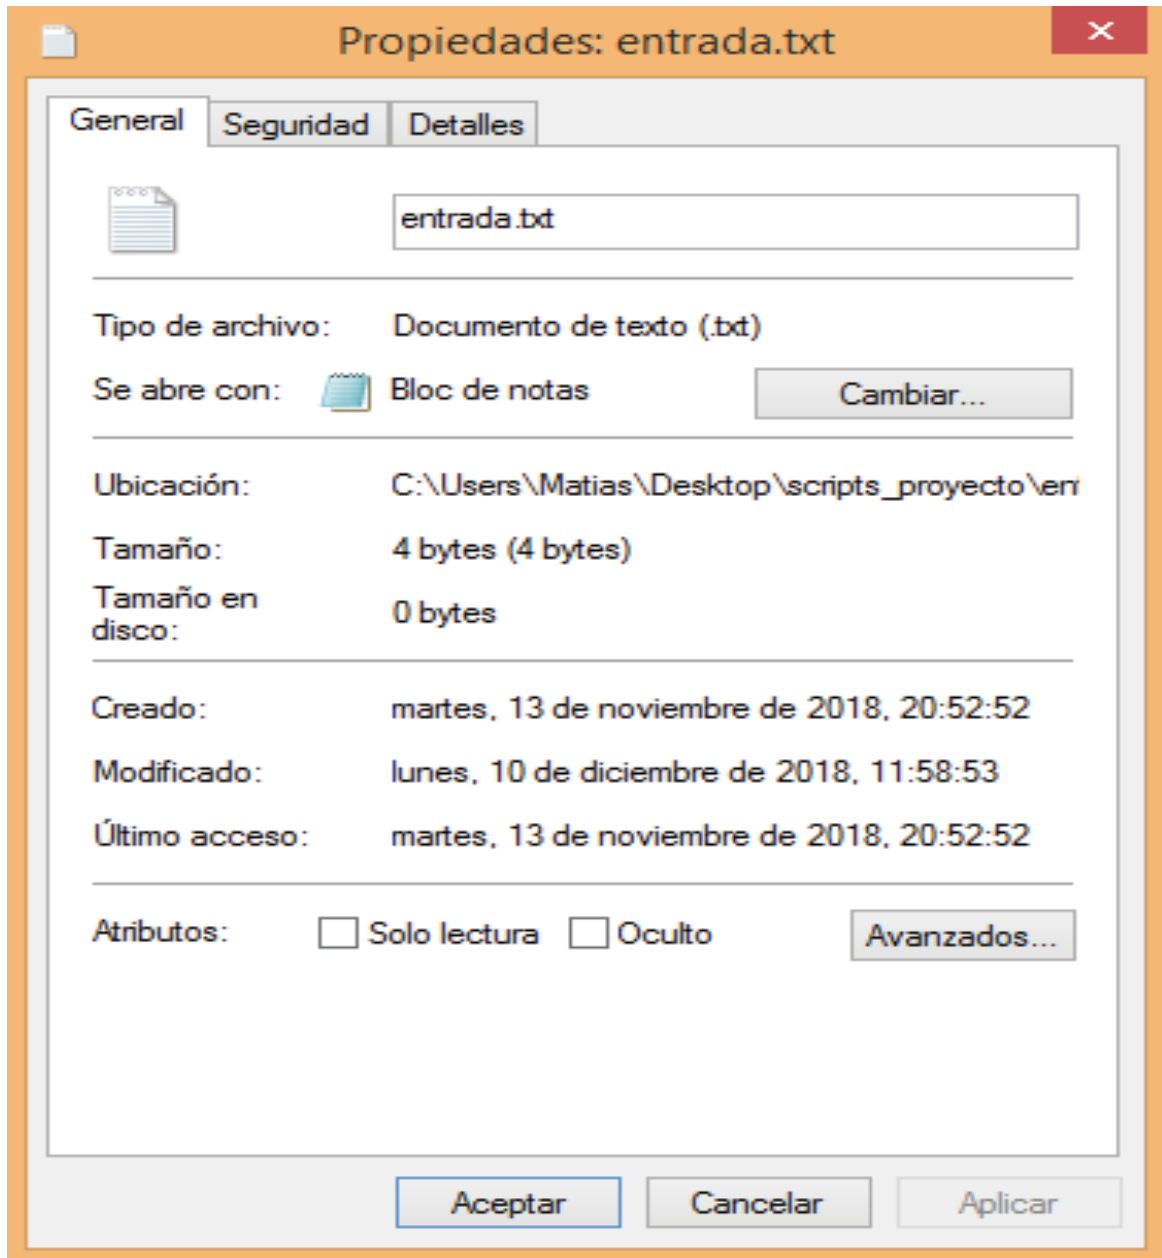 Propiedades: entrada.txt
General Seguridad Detalles
entrada.txt
Tipo de archivo: Documento de texto (.txt)
Se abre con: Bloc de notas Cambiar...
Ubicación: C:\Users\Matias\Desktop\scripts_proyecto\ent
Tamaño: 4 bytes (4 bytes)
Tamaño en
disco: 0 bytes
Creado: martes, 13 de noviembre de 2018, 20:52:52
Modificado: lunes, 10 de diciembre de 2018, 11:58:53
Último acceso: martes, 13 de noviembre de 2018, 20:52:52
Atributos: Solo lectura Oculto Avanzados...
Aceptar Cancelar Aplicar